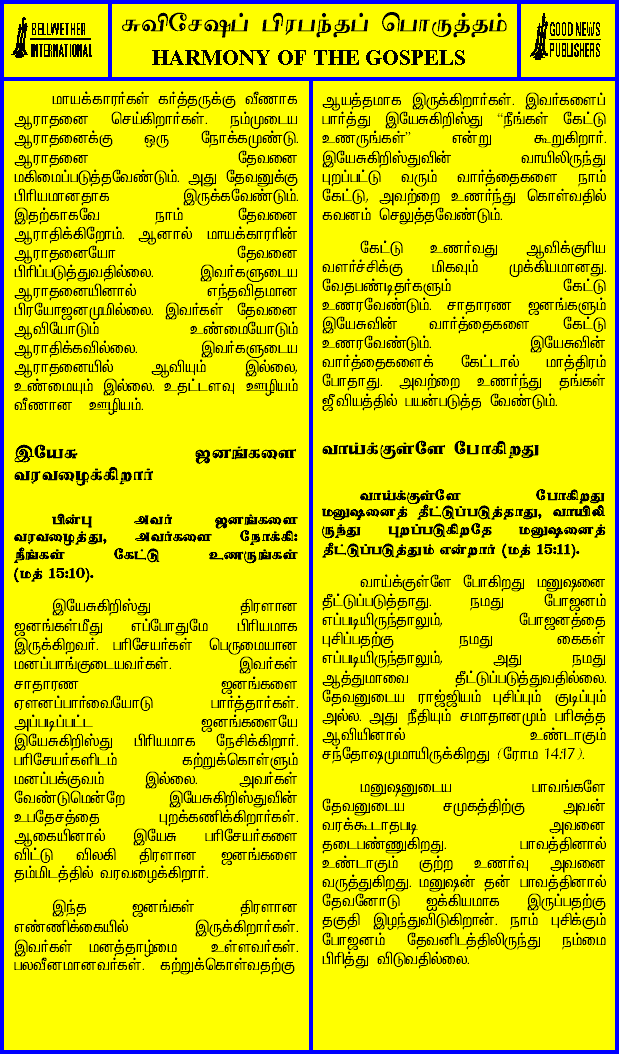 BELLWETHER
INTERNATIONAL
சுவிசேஷப் பிரபந்தப் பொருத்தம்
HARMONY OF THE GOSPELS
GOOD NEWS
PUBLISHERS
மாயக்காரர்கள் கர்த்தருக்கு வீணாக
ஆராதனை செய்கிறார்கள். நம்முடைய
ஆராதனைக்கு ஒரு நோக்கமுண்டு.
ஆராதனை தேவனை
மகிமைப்படுத்தவேண்டும். அது தேவனுக்கு
பிரியமானதாக இருக்கவேண்டும்.
இதற்காகவே நாம் தேவனை
ஆராதிக்கிறோம். ஆனால் மாயக்காரரின்
ஆராதனையோ தேவனை
பிரிப்படுத்துவதில்லை. இவர்களுடைய
ஆராதனையினால் எந்தவிதமான
பிரயோஜனமுமில்லை. இவர்கள் தேவனை
ஆவியோடும் உண்மையோடும்
ஆராதிக்கவில்லை. இவர்களுடைய
ஆராதனையில் ஆவியும் இல்லை,
உண்மையும் இல்லை. உதட்டளவு ஊழியம்
வீணான ஊழியம்.
இயேசு ஜனங்களை
வரவழைக்கிறார்
பின்பு அவர் ஜனங்களை
வரவழைத்து, அவர்களை நோக்கி:
நீங்கள் கேட்டு உணருங்கள்
(மத் 15:10).
இயேசுகிறிஸ்து திரளான
ஜனங்கள்மீது எப்போதுமே பிரியமாக
இருக்கிறவர். பரிசேயர்கள் பெருமையான
மனப்பாங்குடையவர்கள். இவர்கள்
சாதாரண ஜனங்களை
ஏளனப்பார்வையோடு பார்த்தார்கள்.
அப்படிப்பட்ட ஜனங்களையே
இயேசுகிறிஸ்து பிரியமாக நேசிக்கிறார்.
பரிசேயர்களிடம் கற்றுக்கொள்ளும்
மனப்பக்குவம் இல்லை. அவர்கள்
வேண்டுமென்றே இயேசுகிறிஸ்துவின்
உபதேசத்தை புறக்கணிக்கிறார்கள்.
ஆகையினால் இயேசு பரிசேயர்களை
விட்டு விலகி திரளான ஜனங்களை
தம்மிடத்தில் வரவழைக்கிறார்.
இந்த ஜனங்கள் திரளான
எண்ணிக்கையில் இருக்கிறார்கள்.
இவர்கள் மனத்தாழ்மை உள்ளவர்கள்.
பலவீனமானவர்கள். கற்றுக்கொள்வதற்கு
ஆயத்தமாக இருக்கிறார்கள். இவர்களைப்
பார்த்து இயேசுகிறிஸ்து “நீங்கள் கேட்டு
உணருங்கள்” என்று கூறுகிறார்.
இயேசுகிறிஸ்துவின் வாயிலிருந்து
புறப்பட்டு வரும் வார்த்தைகளை நாம்
கேட்டு, அவற்றை உணர்ந்து கொள்வதில்
கவனம் செலுத்தவேண்டும்.
கேட்டு உணர்வது ஆவிக்குரிய
வளர்ச்சிக்கு மிகவும் முக்கியமானது.
வேதபண்டிதர்களும் கேட்டு
உணரவேண்டும். சாதாரண ஜனங்களும்
இயேசுவின் வார்த்தைகளை கேட்டு
உணரவேண்டும். இயேசுவின்
வார்த்தைகளைக் கேட்டால் மாத்திரம்
போதாது. அவற்றை உணர்ந்து தங்கள்
ஜீவியத்தில் பயன்படுத்த வேண்டும்.
வாய்க்குள்ளே போகிறது
வாய்க்குள்ளே போகிறது
மனுஷனைத் தீட்டுப்படுத்தாது, வாயிலி
ருந்து புறப்படுகிறதே மனுஷனைத்
தீட்டுப்படுத்தும் என்றார் (மத் 15:11).
வாய்க்குள்ளே போகிறது மனுஷனை
தீட்டுப்படுத்தாது. நமது போஜனம்
எப்படியிருந்தாலும், போஜனத்தை
புசிப்பதற்கு நமது கைகள்
எப்படியிருந்தாலும், அது நமது
ஆத்துமாவை தீட்டுப்படுத்துவதில்லை.
தேவனுடைய ராஜ்ஜியம் புசிப்பும் குடிப்பும்
அல்ல. அது நீதியும் சமாதானமும் பரிசுத்த
ஆவியினால் உண்டாகும்
சந்தோஷமுமாயிருக்கிறது (ரோம 14:17).
மனுஷனுடைய பாவங்களே
தேவனுடைய சமுகத்திற்கு அவன்
வரக்கூடாதபடி அவனை
தடைபண்ணுகிறது. பாவத்தினால்
உண்டாகும் குற்ற உணர்வு அவனை
வருத்துகிறது. மனுஷன் தன் பாவத்தினால்
தேவனோடு ஐக்கியமாக இருப்பதற்கு
தகுதி இழந்துவிடுகிறான். நாம் புசிக்கும்
போஜனம் தேவனிடத்திலிருந்து நம்மை
பிரித்து விடுவதில்லை.